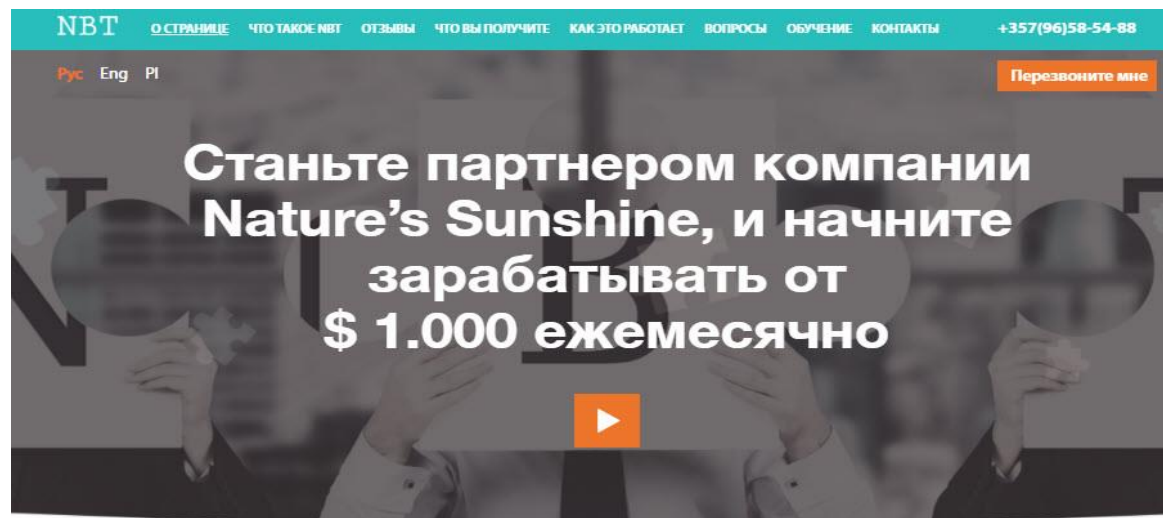 NBT О СТРАНИЦЕ ЧТО ТАКОЕ NBT ОТЗЫВЫ ЧТО ВЫ ПОЛУЧИТЕ КАК ЭТО РАБОТАЕТ ВОПРОСЫ ОБУЧЕНИЕ КОНТАКТЫ +357(96)58-54-88
Рус Eng Pl Перезвоните мне
Станьте партнером компании
Nature’s Sunshine, и начните
зарабатывать от
$ 1.000 ежемесячно
N B T